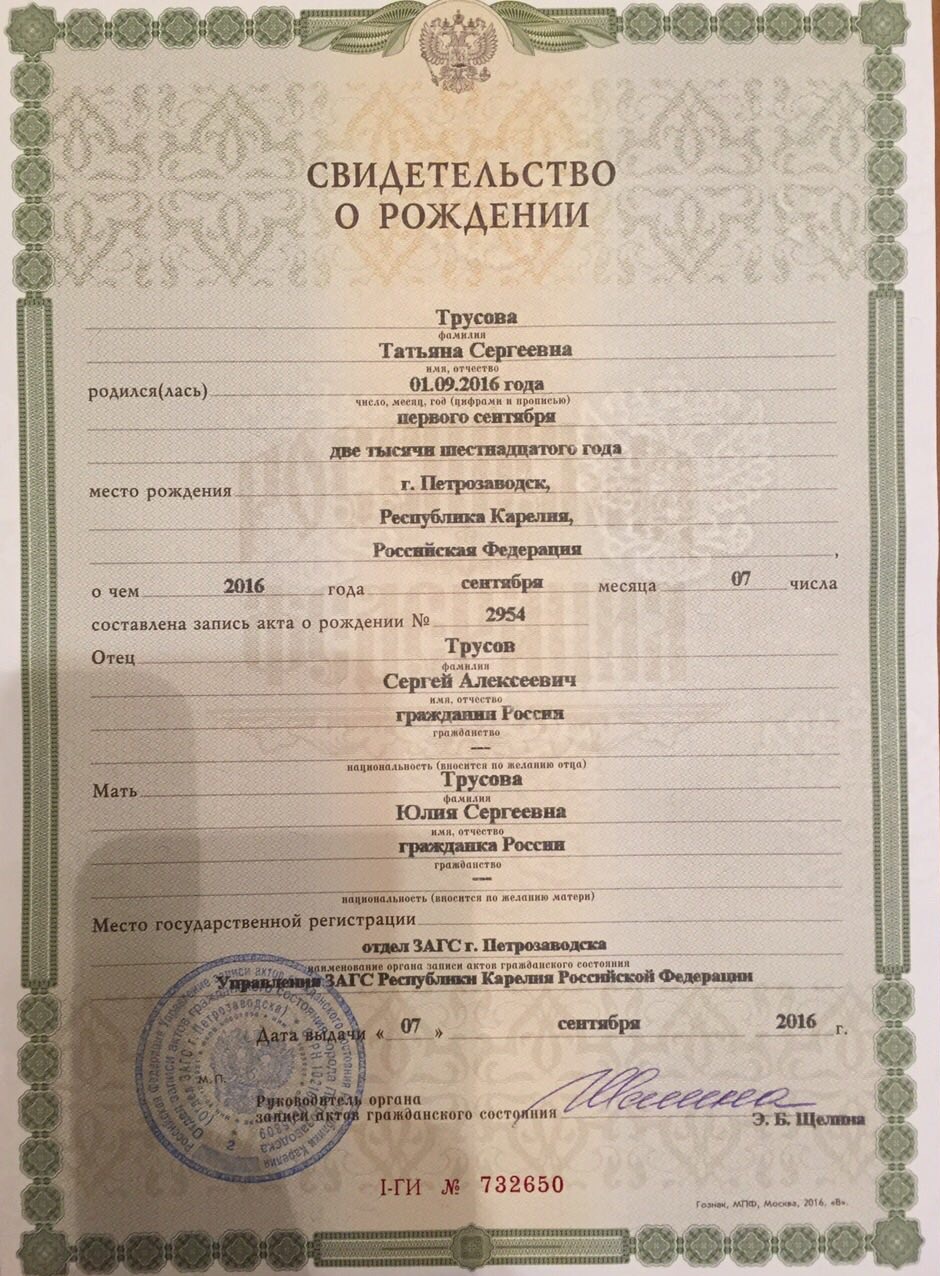 СВИДЕТЕЛЬСТВО
О РОЖДЕНИИ
Трусова
фамилия
Татьяна Сергеевна
имя, отчество
родился(лась) 01.09.2016 года
число, месяц, год (цифрами и прописью)
первого сентября
две тысячи шестнадцатого года
место рождения г. Петрозаводск,
Республика Карелия,
Российская Федерация ,
о чем 2016 года сентября месяца 07 числа
составлена запись акта о рождении № 2954
Отец Трусов
фамилия
Сергей Алексеевич
имя, отчество
гражданин России
гражданство
—
национальность (вносится по желанию отца)
Мать Трусова
фамилия
Юлия Сергеевна
имя, отчество
гражданка России
гражданство
—
национальность (вносится по желанию матери)
Место государственной регистрации
отдел ЗАГС г. Петрозаводска
наименование органа записи актов гражданского состояния
Управления ЗАГС Республики Карелия Российской Федерации
Дата выдачи « 07 » сентября 2016 г.
М.П.
Руководитель органа
записи актов гражданского состояния
Э. Б. Щелина
I-ГИ № 732650
Гознак, МПФ, Москва, 2016, «В».